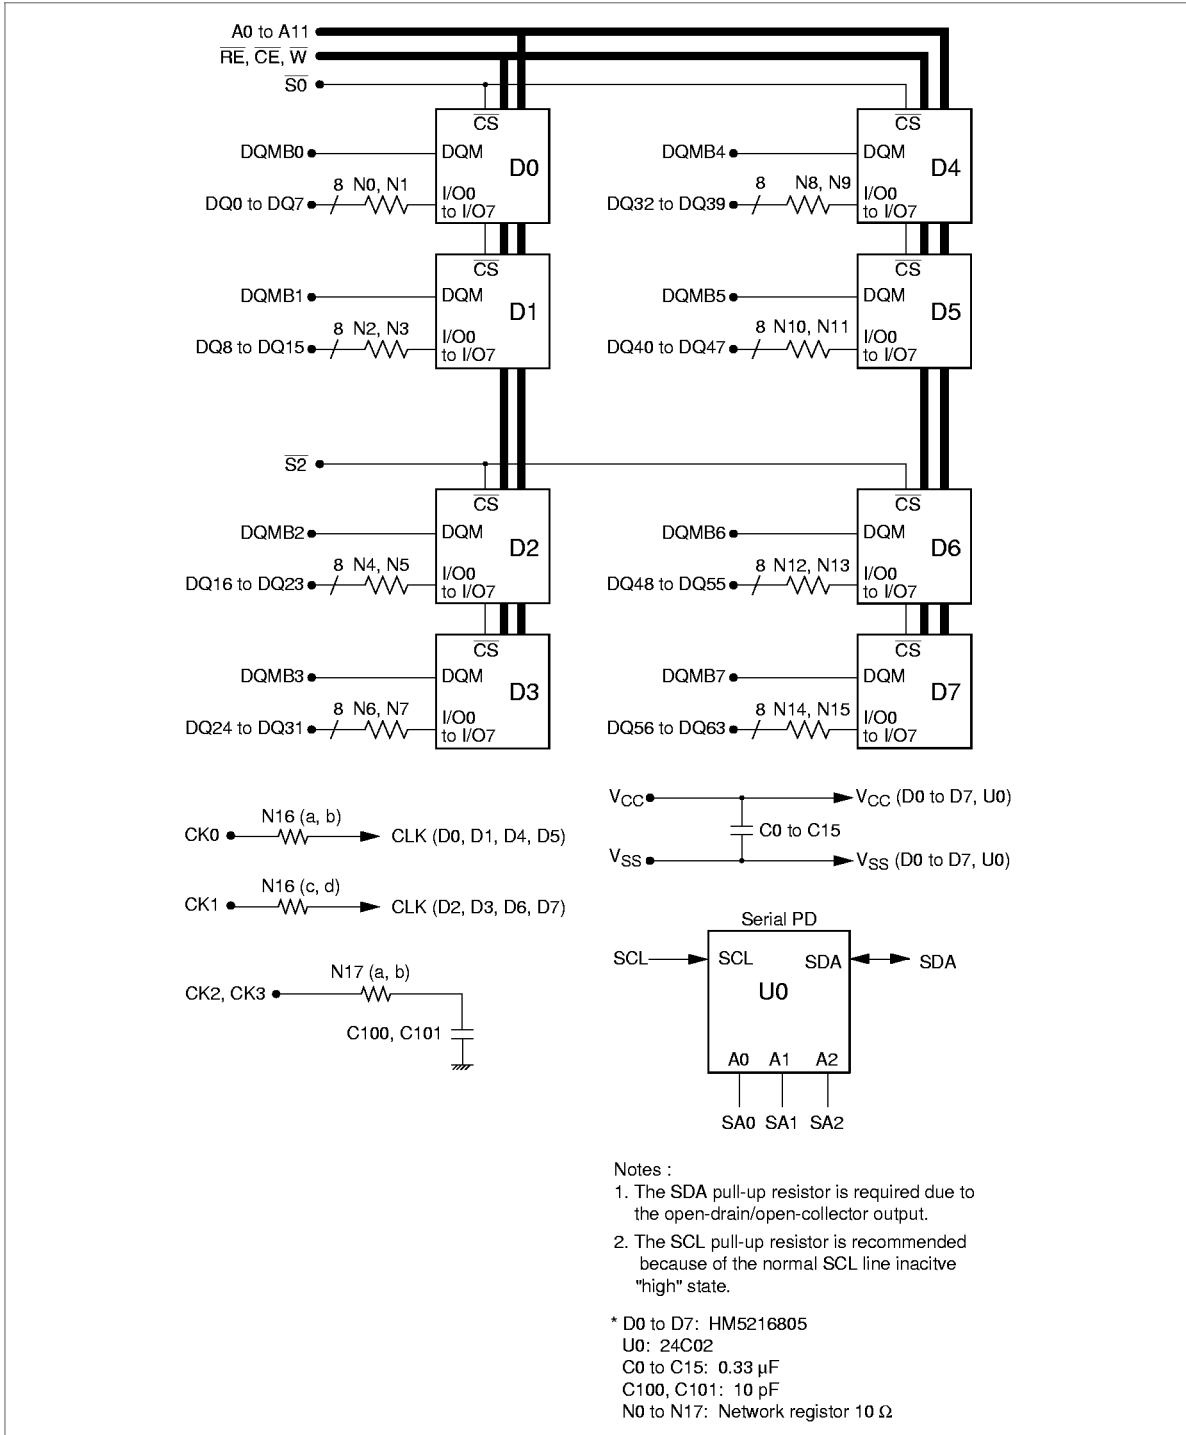 A0 to A11
RE, CE, W
S0
CS
CS
DQMB0 DQM D0
DQMB4 DQM D4
8 N0, N1
DQ0 to DQ7 I/O0
to I/O7
8 N8, N9
DQ32 to DQ39 I/O0
to I/O7
CS
CS
DQMB1 DQM D1
DQMB5 DQM D5
8 N2, N3
DQ8 to DQ15 I/O0
to I/O7
8 N10, N11
DQ40 to DQ47 I/O0
to I/O7
S2
CS
CS
DQMB2 DQM D2
DQMB6 DQM D6
8 N4, N5
DQ16 to DQ23 I/O0
to I/O7
8 N12, N13
DQ48 to DQ55 I/O0
to I/O7
CS
CS
DQMB3 DQM D3
DQMB7 DQM D7
8 N6, N7
DQ24 to DQ31 I/O0
to I/O7
8 N14, N15
DQ56 to DQ63 I/O0
to I/O7
N16 (a, b)
CK0 CLK (D0, D1, D4, D5)
N16 (c, d)
CK1 CLK (D2, D3, D6, D7)
N17 (a, b)
CK2, CK3
C100, C101
VCC VCC (D0 to D7, U0)
C0 to C15
VSS VSS (D0 to D7, U0)
Serial PD
SCL SCL SDA SDA
U0
A0 A1 A2
SA0 SA1 SA2
Notes :
1. The SDA pull-up resistor is required due to
the open-drain/open-collector output.
2. The SCL pull-up resistor is recommended
because of the normal SCL line inacitve
"high" state.
* D0 to D7: HM5216805
U0: 24C02
C0 to C15: 0.33 µF
C100, C101: 10 pF
N0 to N17: Network registor 10 Ω